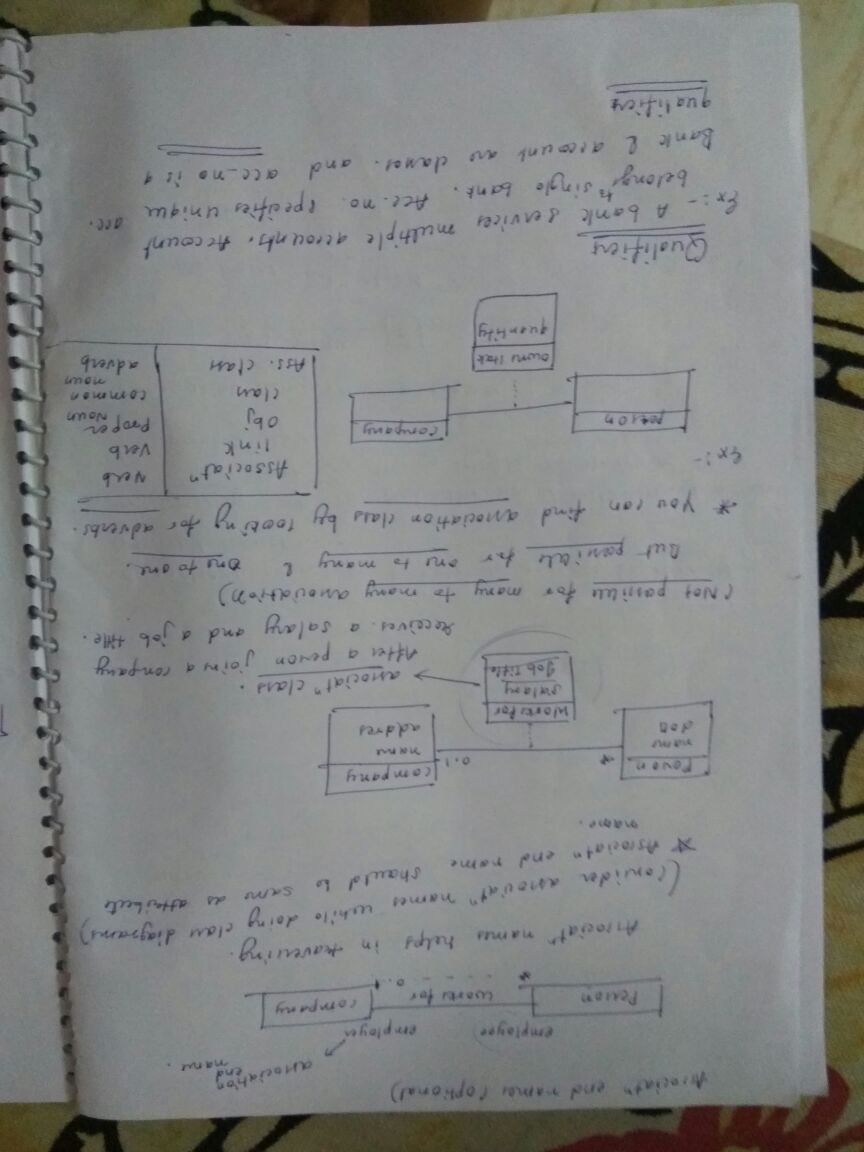 Associatⁿ end names (optional)
association
end
name.
employee employer
Person works for company
* 0.1
Associatⁿ names helps in traversing.
(Consider associatⁿ names while doing class diagrams)
* Associatⁿ end name should be same as attribute
name.
Person company
name name
DOB addres
* 0.1
Works for
salary
Job title
associatⁿ class.
After a person joins a company
receives a salary and a job title.
(Not possible for many to many association)
But possible for one to many & one to one.
* You can find association class by looking for adverbs.
Ex:-
person company
owns stock
quantity
Associatⁿ verb
link verb
Obj Proper Noun
class common noun
Ass. class adverb
Qualifiers
Ex:- A bank services multiple accounts. Account
belongs to single bank. Acc.no. specifies unique acc.
Bank & account are classes. and acc-no is a
qualifiers